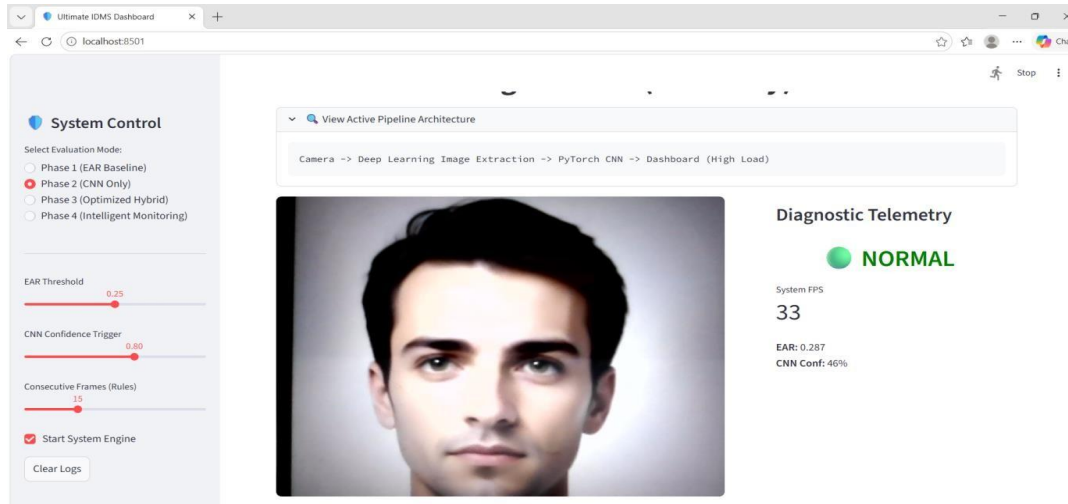 Ultimate IDMS Dashboard
localhost:8501
Stop
System Control
Select Evaluation Mode:
Phase 1 (EAR Baseline)
Phase 2 (CNN Only)
Phase 3 (Optimized Hybrid)
Phase 4 (Intelligent Monitoring)
EAR Threshold
0.25
CNN Confidence Trigger
0.80
Consecutive Frames (Rules)
15
Start System Engine
Clear Logs
View Active Pipeline Architecture
Camera -> Deep Learning Image Extraction -> PyTorch CNN -> Dashboard (High Load)
Diagnostic Telemetry
NORMAL
System FPS
33
EAR: 0.287
CNN Conf: 46%